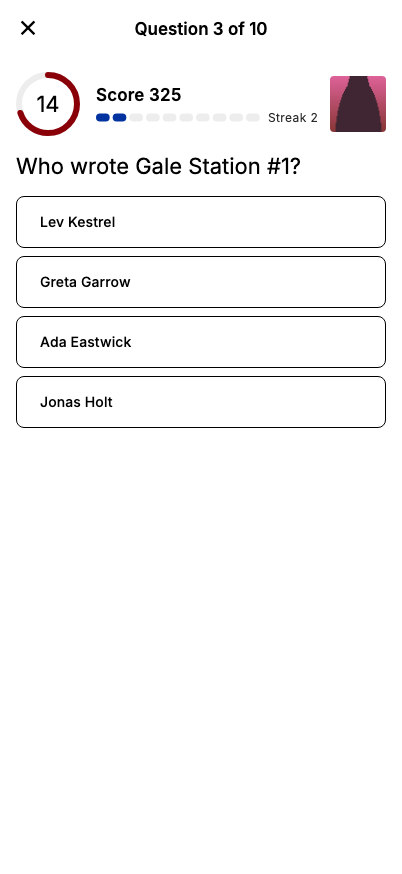 Question 3 of 10
14
Score 325
Streak 2
Who wrote Gale Station #1?
Lev Kestrel
Greta Garrow
Ada Eastwick
Jonas Holt